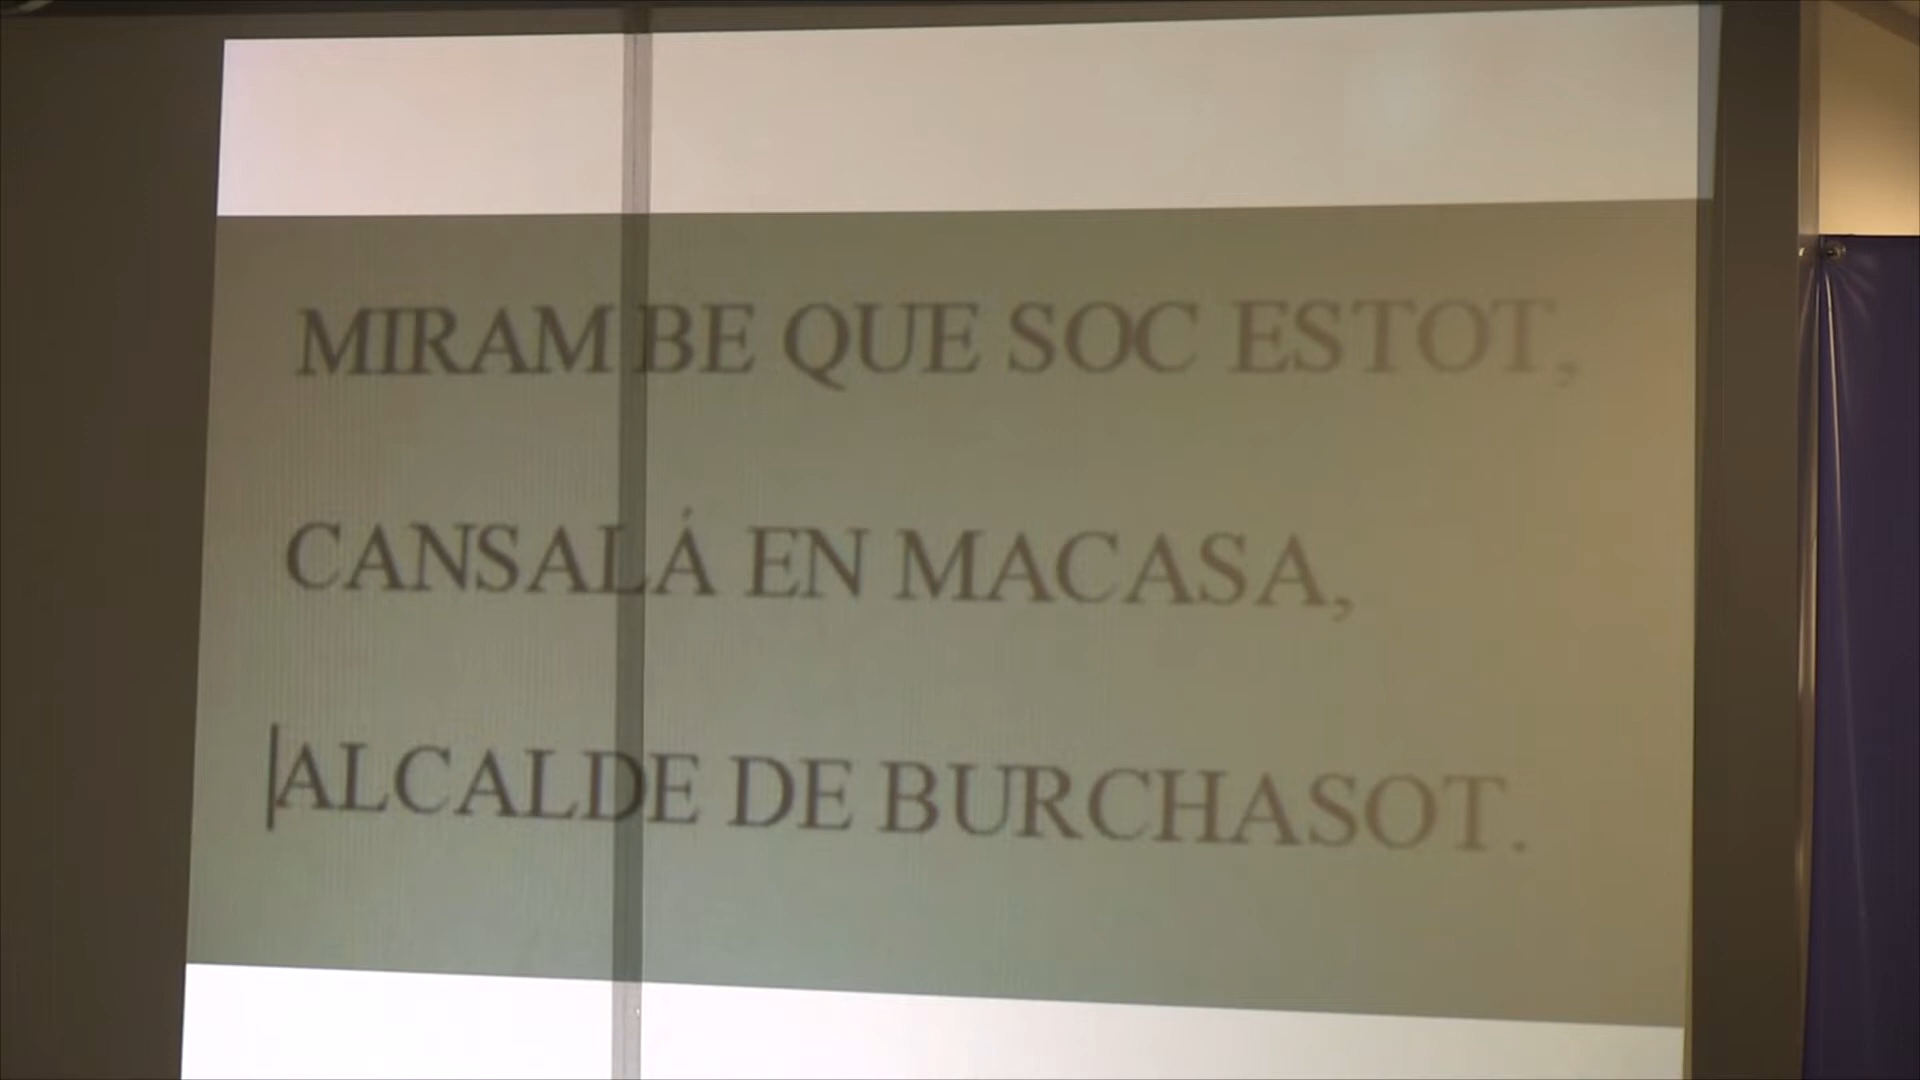 MIRAM BE QUE SOC ESTOT,
CANSALÁ EN MACASA,
ALCALDE DE BURCHASOT.